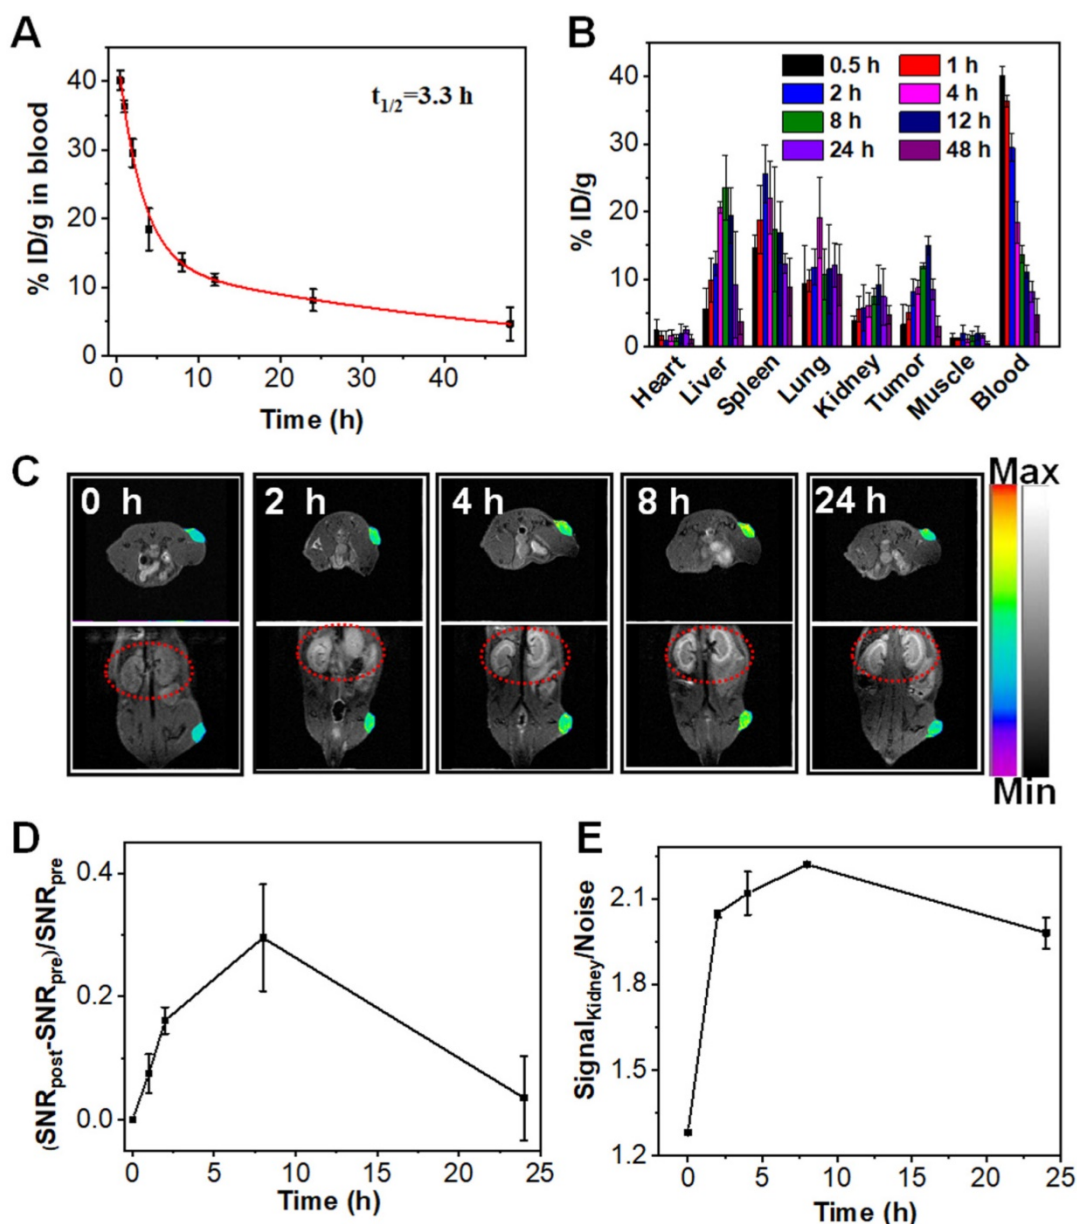 A
B
% ID/g in blood
40
30
20
10
0
0
10
20
30
40
Time (h)
t1/2=3.3 h
% ID/g
40
30
20
10
0
0.5 h
1 h
2 h
4 h
8 h
12 h
24 h
48 h
Heart
Liver
Spleen
Lung
Kidney
Tumor
Muscle
Blood
C
0 h
2 h
4 h
8 h
24 h
Max
Min
D
(SNRpost-SNRpre)/SNRpre
0.4
0.2
0.0
0
5
10
15
20
25
Time (h)
E
SignalKidney/Noise
2.1
1.8
1.5
1.2
0
5
10
15
20
25
Time (h)